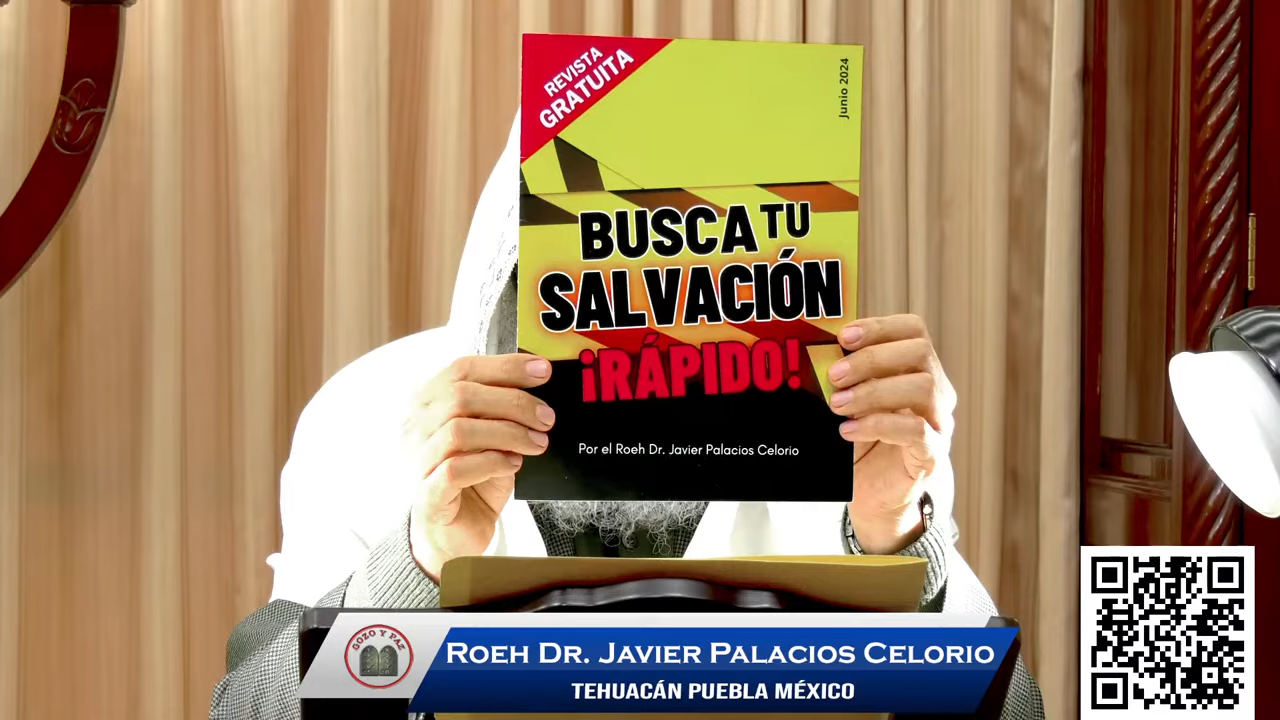 REVISTA
GRATUITA
Junio 2024
BUSCA TU
SALVACIÓN
¡RÁPIDO!
Por el Roeh Dr. Javier Palacios Celorio
GOZO Y PAZ
ROEH DR. JAVIER PALACIOS CELORIO
TEHUACÁN PUEBLA MÉXICO